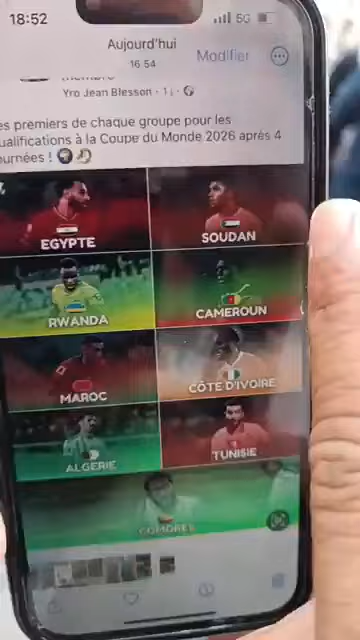 18:52
5G
Aujourd'hui
16:54
Modifier
Yro Jean Blesson · 1 j ·
es premiers de chaque groupe pour les
ualifications à la Coupe du Monde 2026 après 4
ournées !
EGYPTE
SOUDAN
RWANDA
CAMEROUN
MAROC
CÔTE D'IVOIRE
ALGERIE
TUNISIE
COMORES